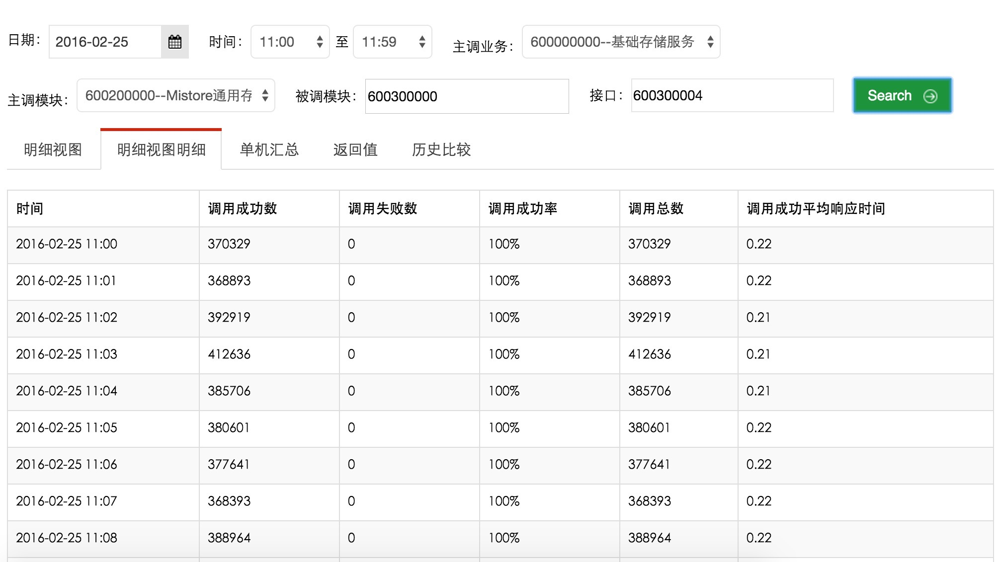 日期: 2016-02-25 时间: 11:00 至 11:59 主调业务: 600000000--基础存储服务
主调模块: 600200000--Mistore通用存 被调模块: 600300000 接口: 600300004 Search
明细视图 明细视图明细 单机汇总 返回值 历史比较
时间 调用成功数 调用失败数 调用成功率 调用总数 调用成功平均响应时间
2016-02-25 11:00 370329 0 100% 370329 0.22
2016-02-25 11:01 368893 0 100% 368893 0.22
2016-02-25 11:02 392919 0 100% 392919 0.21
2016-02-25 11:03 412636 0 100% 412636 0.21
2016-02-25 11:04 385706 0 100% 385706 0.21
2016-02-25 11:05 380601 0 100% 380601 0.22
2016-02-25 11:06 377641 0 100% 377641 0.22
2016-02-25 11:07 368393 0 100% 368393 0.22
2016-02-25 11:08 388964 0 100% 388964 0.22